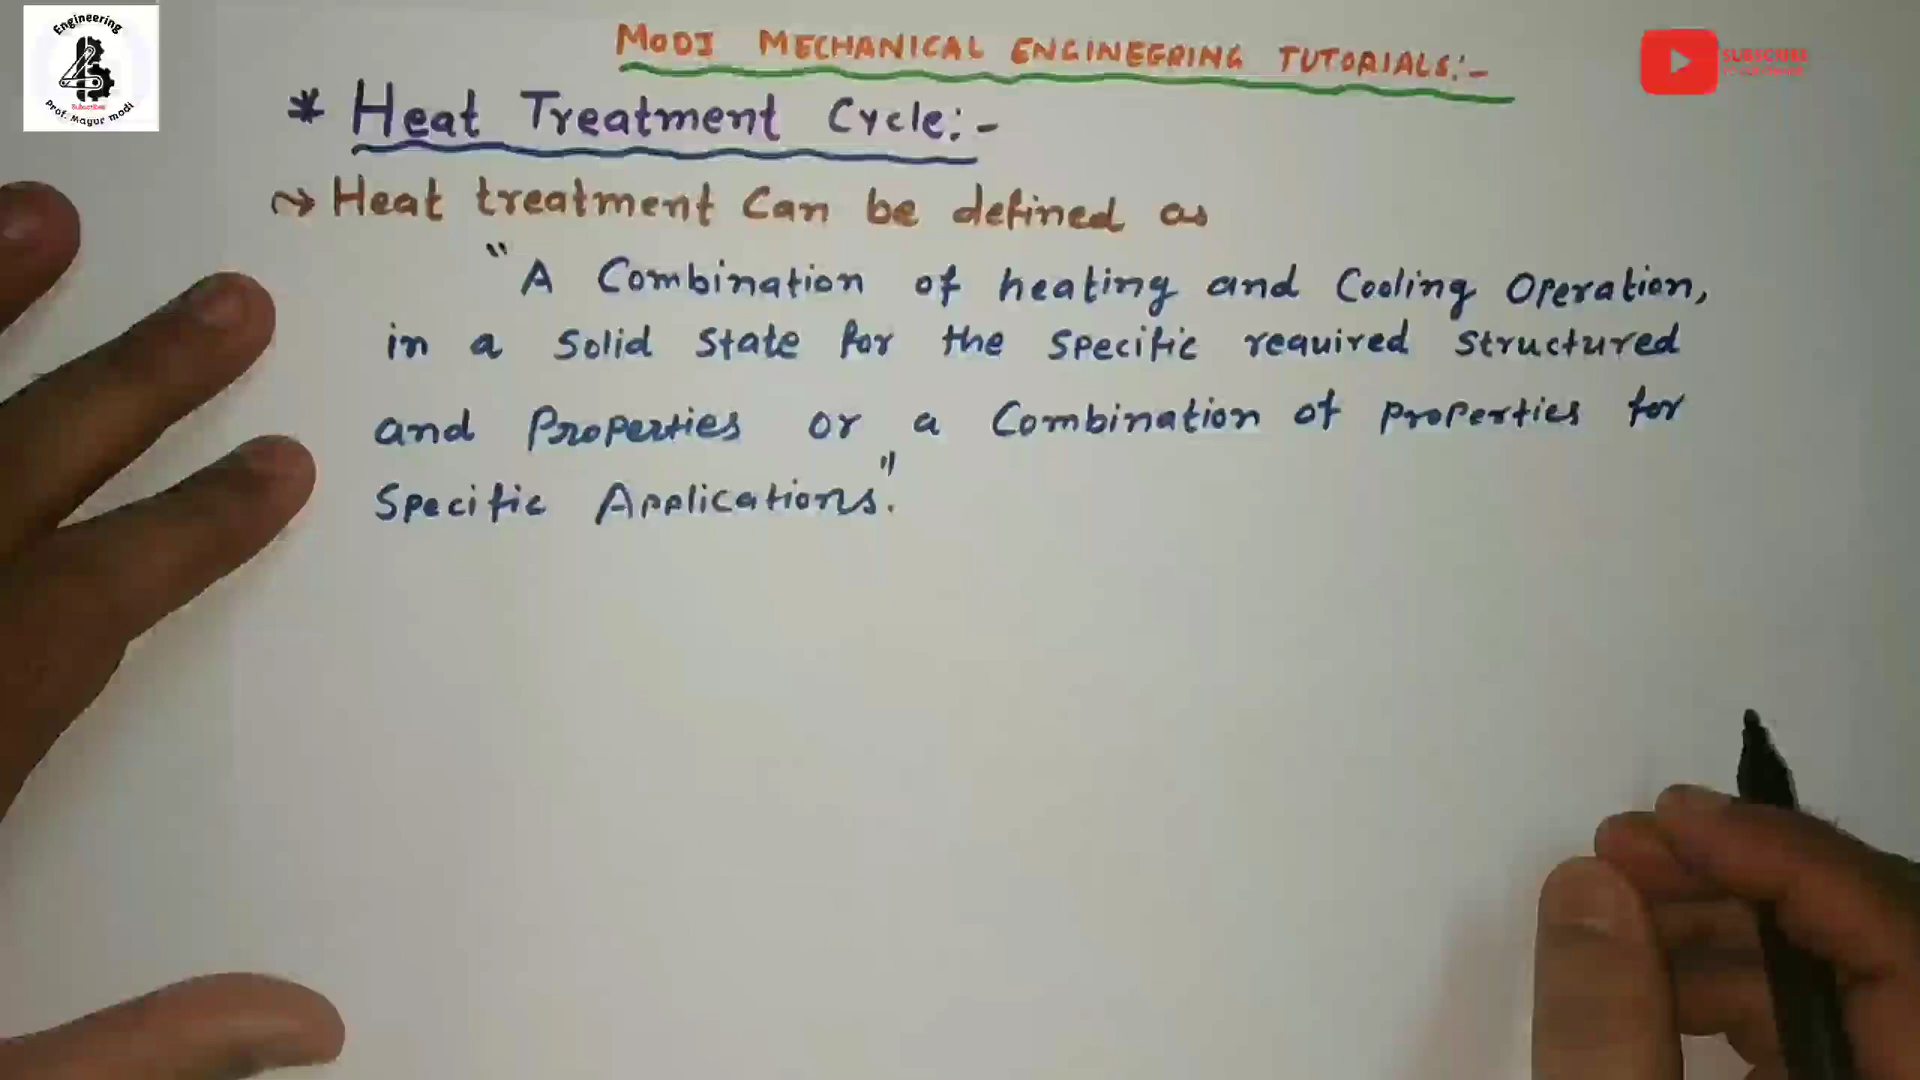 Engineering
Subscribe
Prof. Mayur modi
MODI MECHANICAL ENGINEERING TUTORIALS:-
SUBSCRIBE
* Heat Treatment Cycle:-
Heat treatment Can be defined as
"A Combination of heating and Cooling Operation,
in a Solid State for the Specific required Structured
and Properties or a Combination of Properties for
Specific Applications."